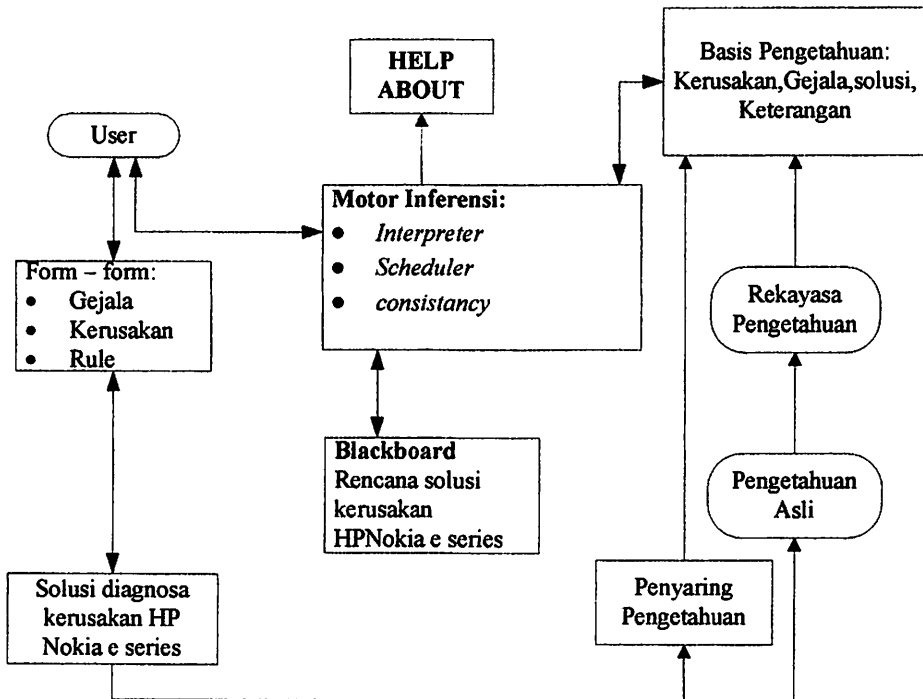 HELP
ABOUT
Basis Pengetahuan:
Kerusakan,Gejala,solusi,
Keterangan
User
Motor Inferensi:
● Interpreter
● Scheduler
● consistancy
Form – form:
● Gejala
● Kerusakan
● Rule
Rekayasa
Pengetahuan
Blackboard
Rencana solusi
kerusakan
HPNokia e series
Pengetahuan
Asli
Solusi diagnosa
kerusakan HP
Nokia e series
Penyaring
Pengetahuan